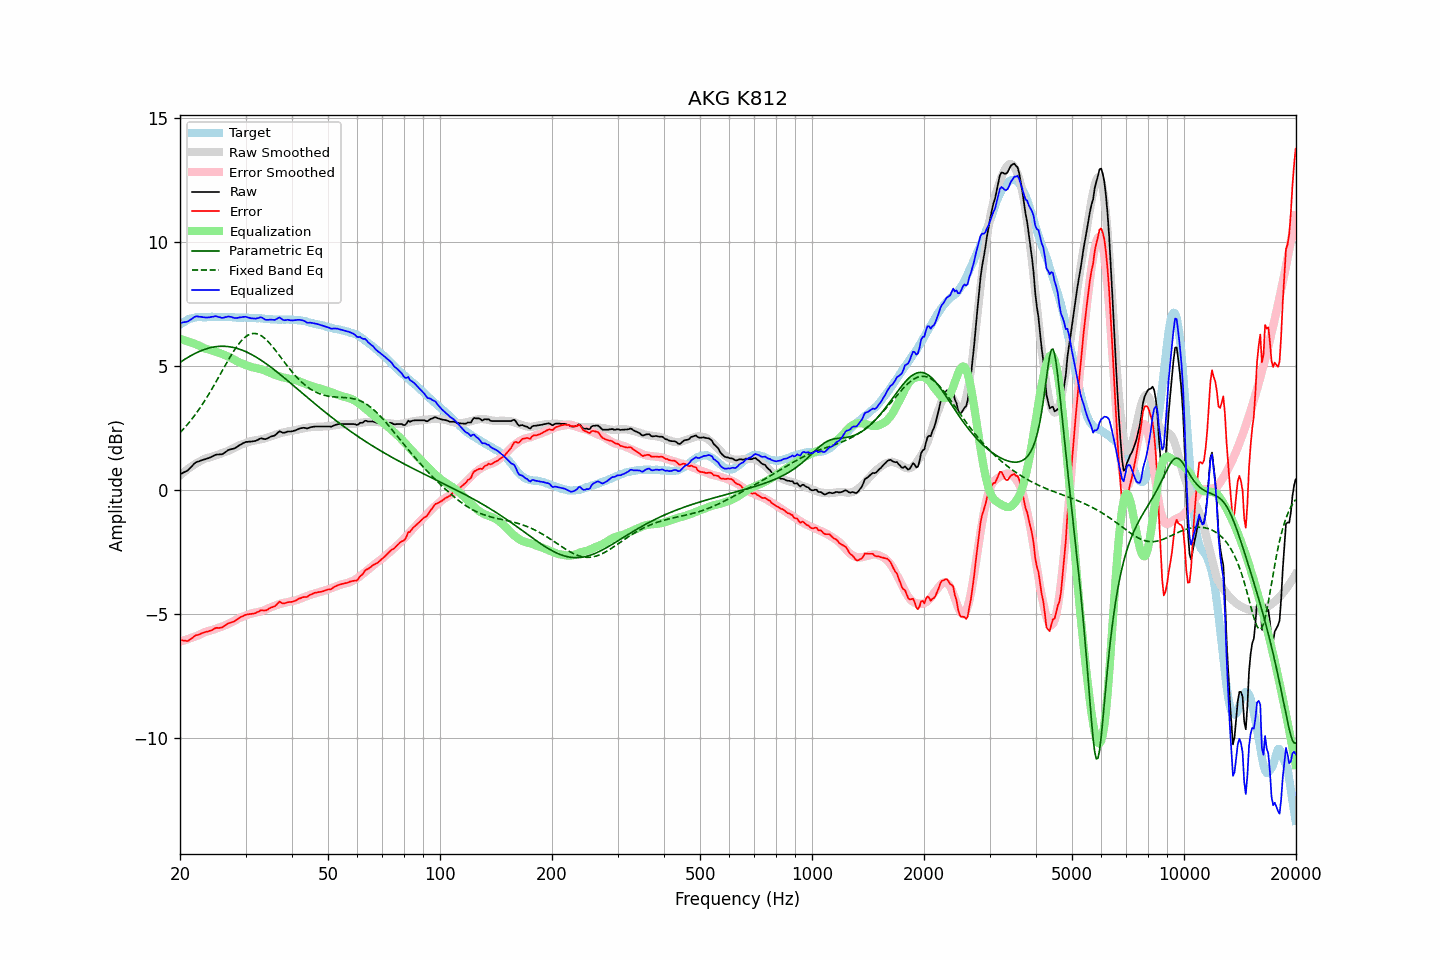 AKG K812
15
10
5
0
−5
−10
Amplitude (dBr)
Target
Raw Smoothed
Error Smoothed
Raw
Error
Equalization
Parametric Eq
Fixed Band Eq
Equalized
20 50 100 200 500 1000 2000 5000 10000 20000
Frequency (Hz)